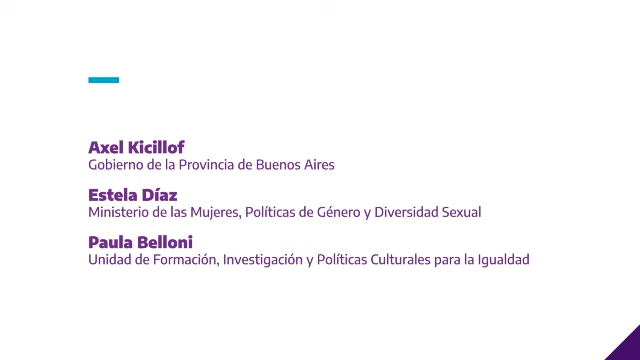 Axel Kicillof
Gobierno de la Provincia de Buenos Aires
Estela Díaz
Ministerio de las Mujeres, Políticas de Género y Diversidad Sexual
Paula Belloni
Unidad de Formación, Investigación y Políticas Culturales para la Igualdad